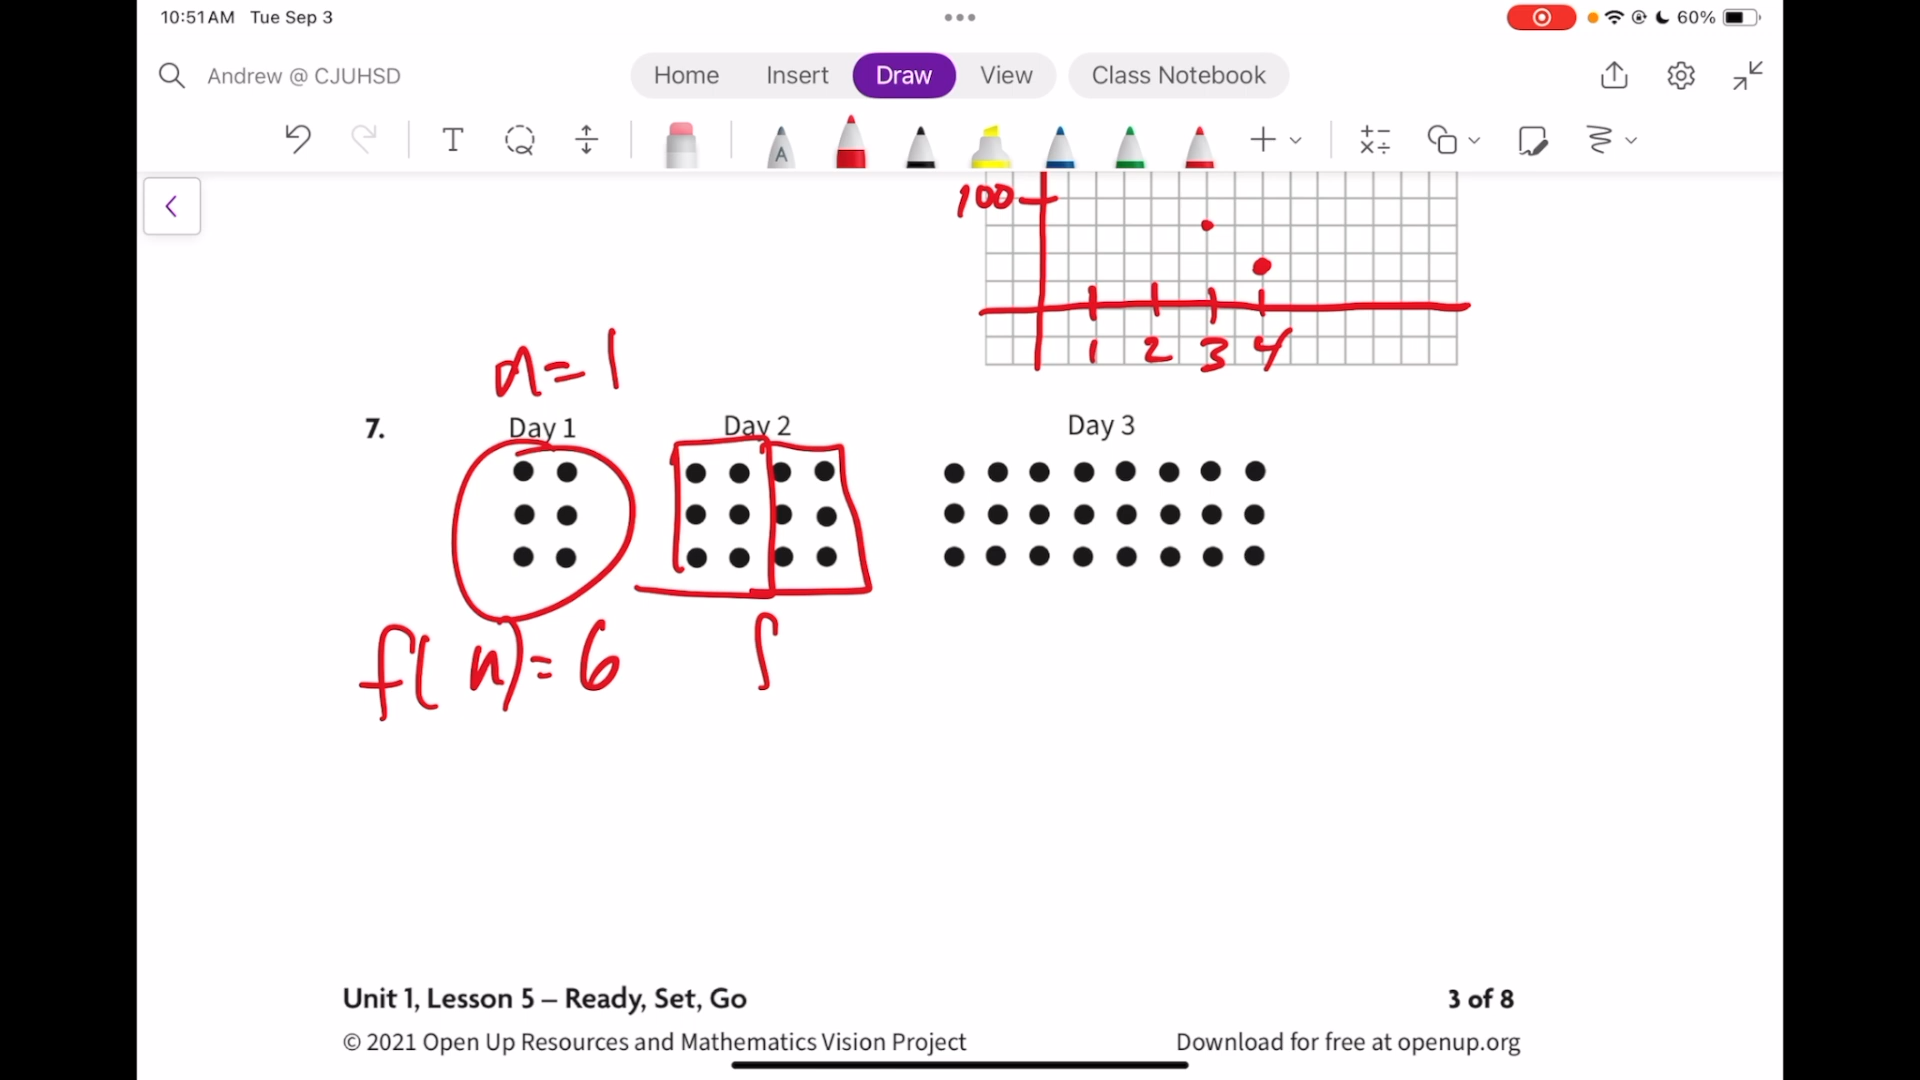 10:51AM Tue Sep 3
60%
Andrew @ CJUHSD
Home Insert Draw View Class Notebook
T
A
100
1 2 3 4
n=1
7. Day 1 Day 2 Day 3
f(n)=6 f
Unit 1, Lesson 5 – Ready, Set, Go 3 of 8
© 2021 Open Up Resources and Mathematics Vision Project Download for free at openup.org